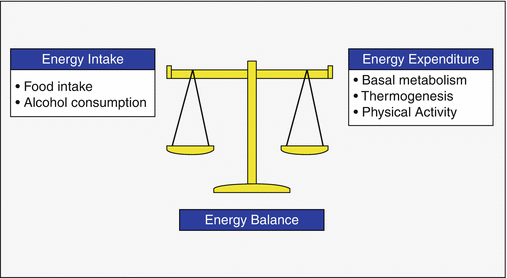 Energy Intake
• Food intake
• Alcohol consumption
Energy Expenditure
• Basal metabolism
• Thermogenesis
• Physical Activity
Energy Balance